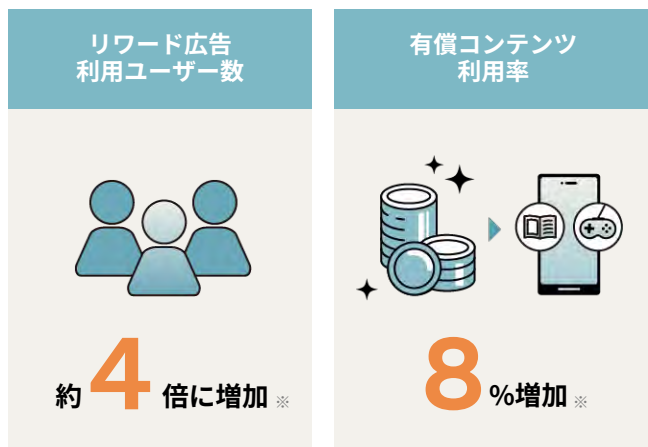 リワード広告
利用ユーザー数
約4倍に増加 ※
有償コンテンツ
利用率
8%増加 ※